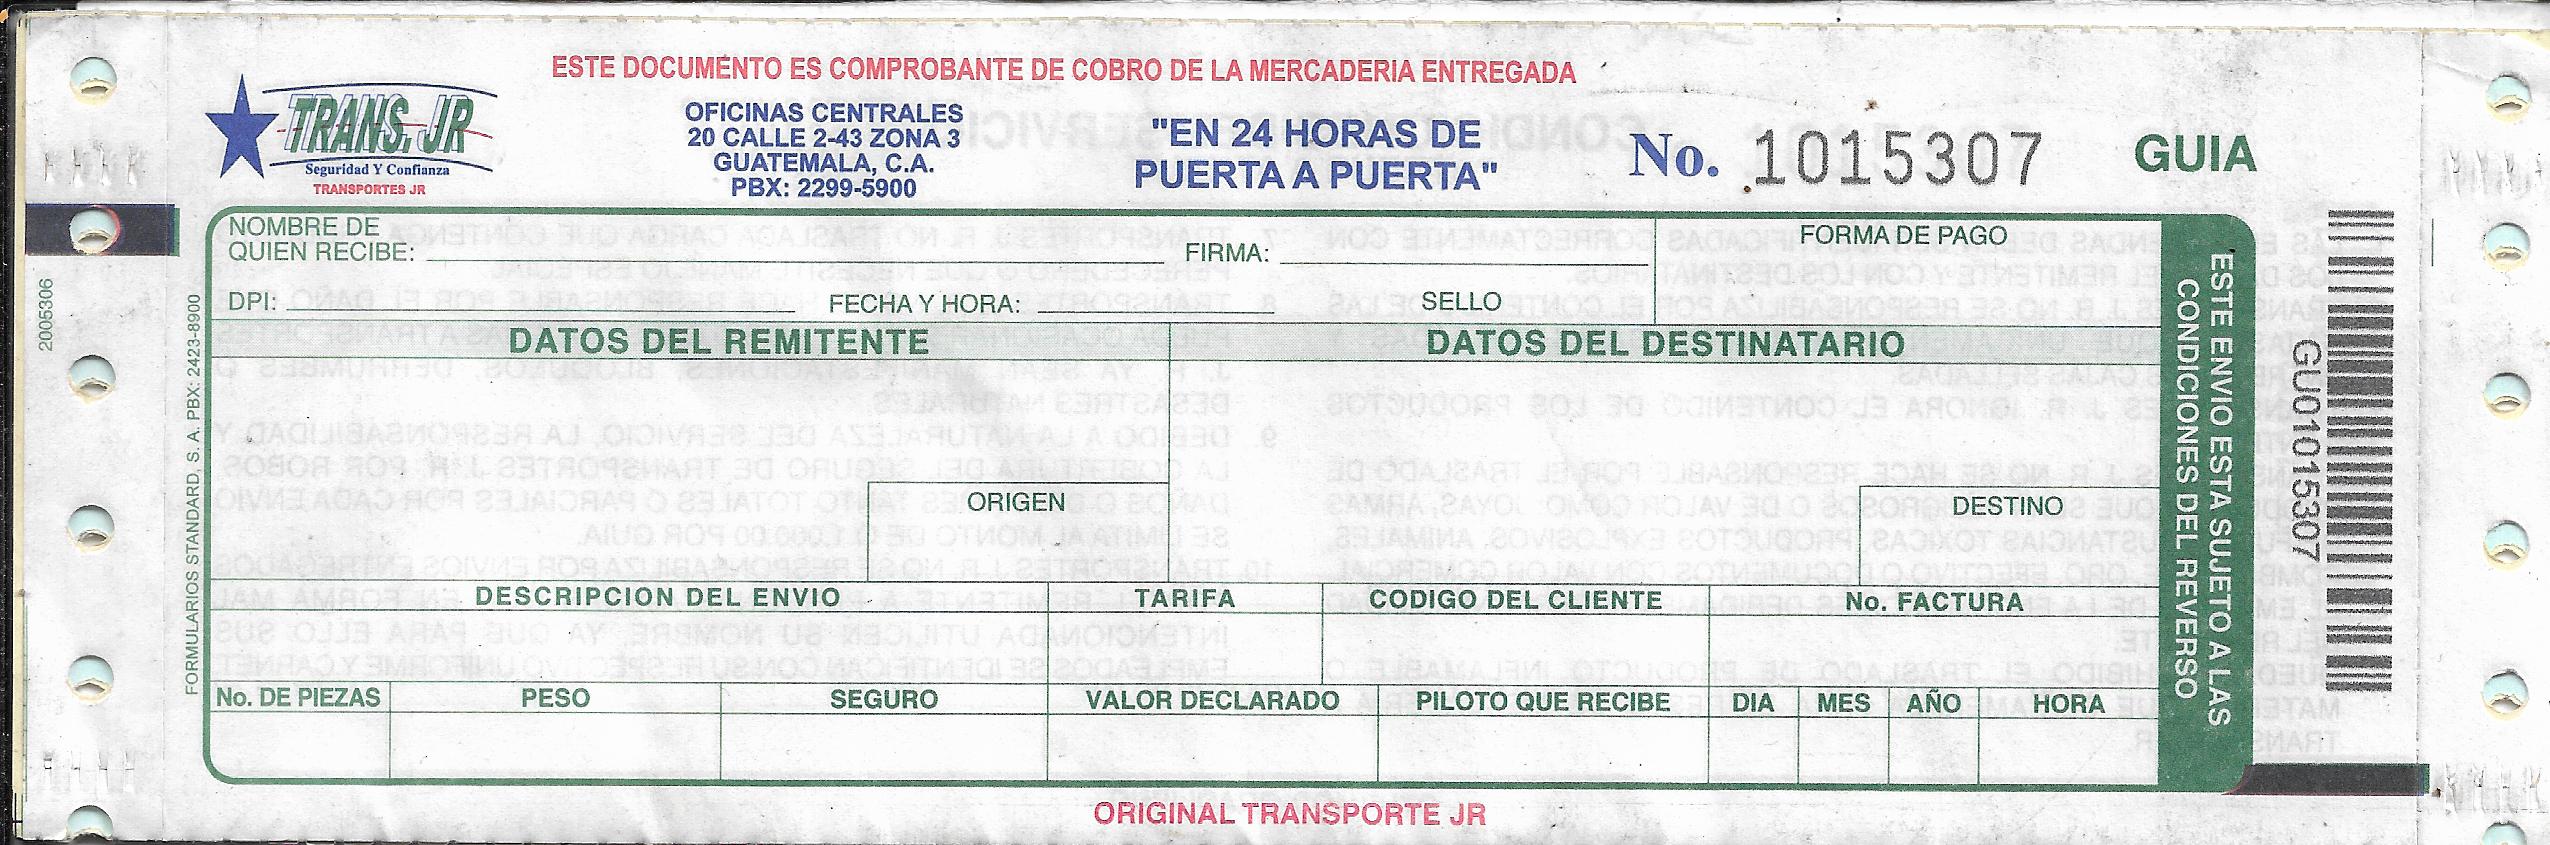 ESTE DOCUMENTO ES COMPROBANTE DE COBRO DE LA MERCADERIA ENTREGADA
TRANS. JR
Seguridad Y Confianza
TRANSPORTES JR
OFICINAS CENTRALES
20 CALLE 2-43 ZONA 3
GUATEMALA, C.A.
PBX: 2299-5900
"EN 24 HORAS DE
PUERTA A PUERTA"
No. 1015307
GUIA
NOMBRE DE
QUIEN RECIBE:
FIRMA:
FORMA DE PAGO
DPI:
FECHA Y HORA:
SELLO
DATOS DEL REMITENTE
DATOS DEL DESTINATARIO
ORIGEN
DESTINO
DESCRIPCION DEL ENVIO
TARIFA
CODIGO DEL CLIENTE
No. FACTURA
No. DE PIEZAS
PESO
SEGURO
VALOR DECLARADO
PILOTO QUE RECIBE
DIA
MES
AÑO
HORA
ESTE ENVIO ESTA SUJETO A LAS
CONDICIONES DEL REVERSO
GU01015307
2005306
FORMULARIOS STANDARD, S. A. PBX: 2423-8900
ORIGINAL TRANSPORTE JR